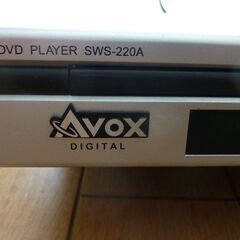 DVD PLAYER SWS-220A
AVOX
DIGITAL